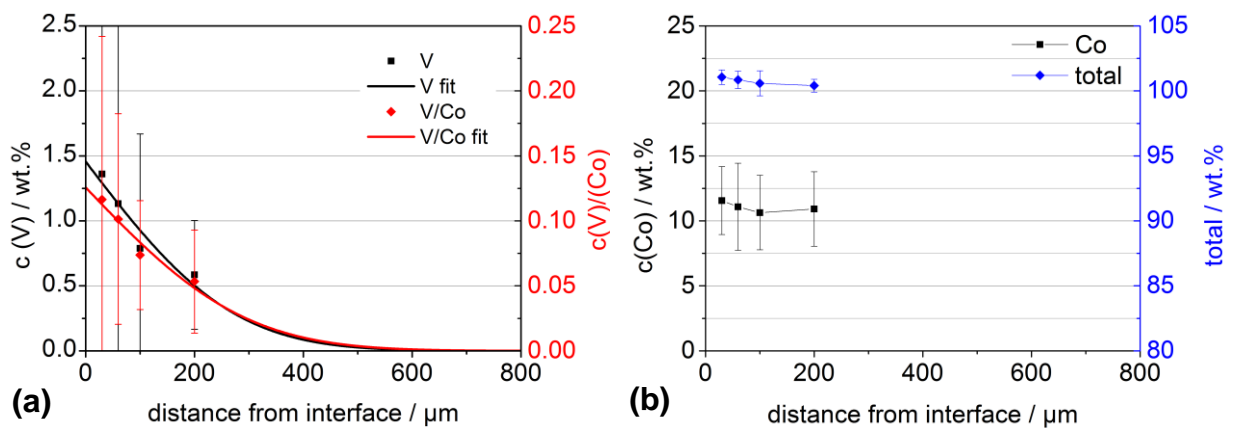 2.5
2.0
1.5
1.0
0.5
0.0
c (V) / wt.%
0.25
0.20
0.15
0.10
0.05
0.00
c(V)/(Co)
V
V fit
V/Co
V/Co fit
0 200 400 600 800
distance from interface / µm
(a)
25
20
15
10
5
0
c(Co) / wt.%
105
100
95
90
85
80
total / wt.%
Co
total
0 200 400 600 800
distance from interface / µm
(b)